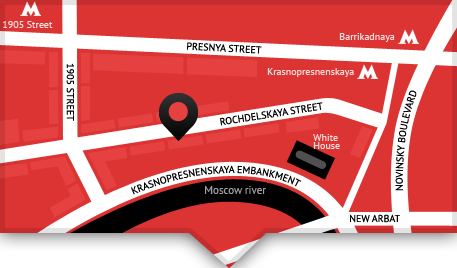 1905 Street
Barrikadnaya
PRESNYA STREET
Krasnopresnenskaya
1905 STREET
NOVINSKY BOULEVARD
ROCHDELSKAYA STREET
White
House
KRASNOPRESNENSKAYA EMBANKMENT
Moscow river
NEW ARBAT